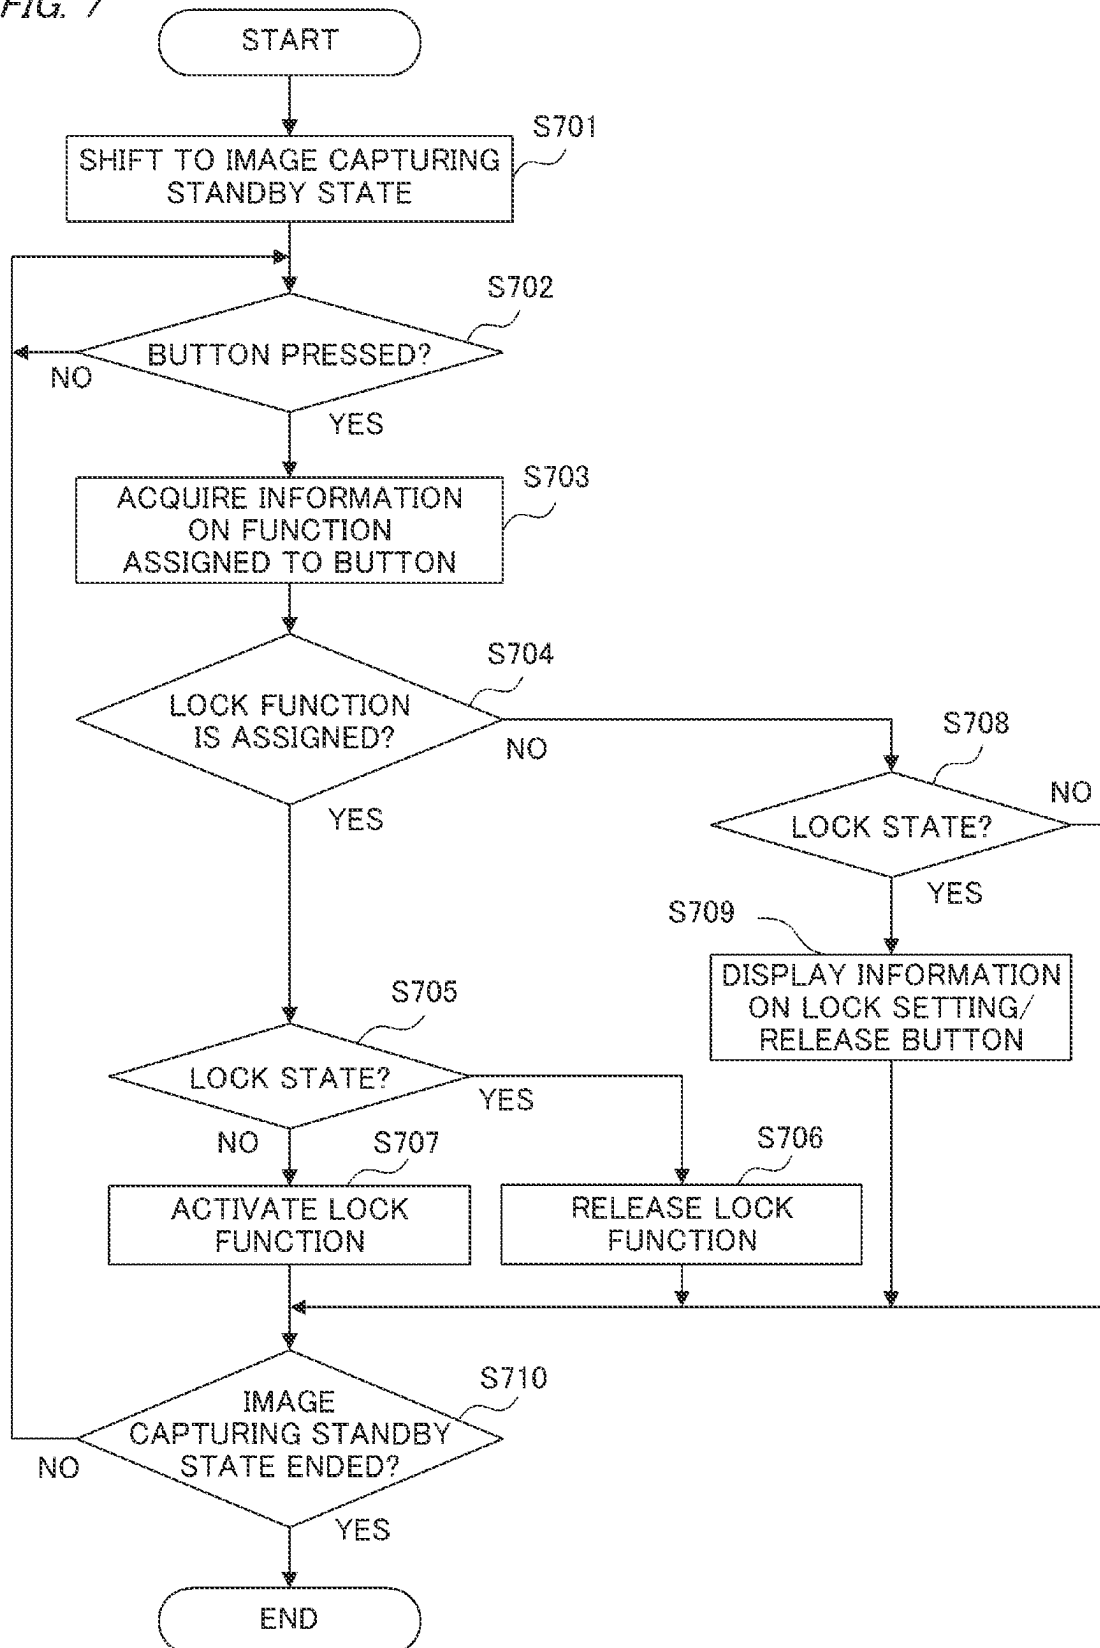 FIG. 7
START
S701
SHIFT TO IMAGE CAPTURING
STANDBY STATE
S702
BUTTON PRESSED?
NO
YES
S703
ACQUIRE INFORMATION
ON FUNCTION
ASSIGNED TO BUTTON
S704
LOCK FUNCTION
IS ASSIGNED?
NO
YES
S708
NO
LOCK STATE?
YES
S709
DISPLAY INFORMATION
ON LOCK SETTING/
RELEASE BUTTON
S705
LOCK STATE?
YES
NO
S707
ACTIVATE LOCK
FUNCTION
S706
RELEASE LOCK
FUNCTION
S710
IMAGE
CAPTURING STANDBY
STATE ENDED?
NO
YES
END